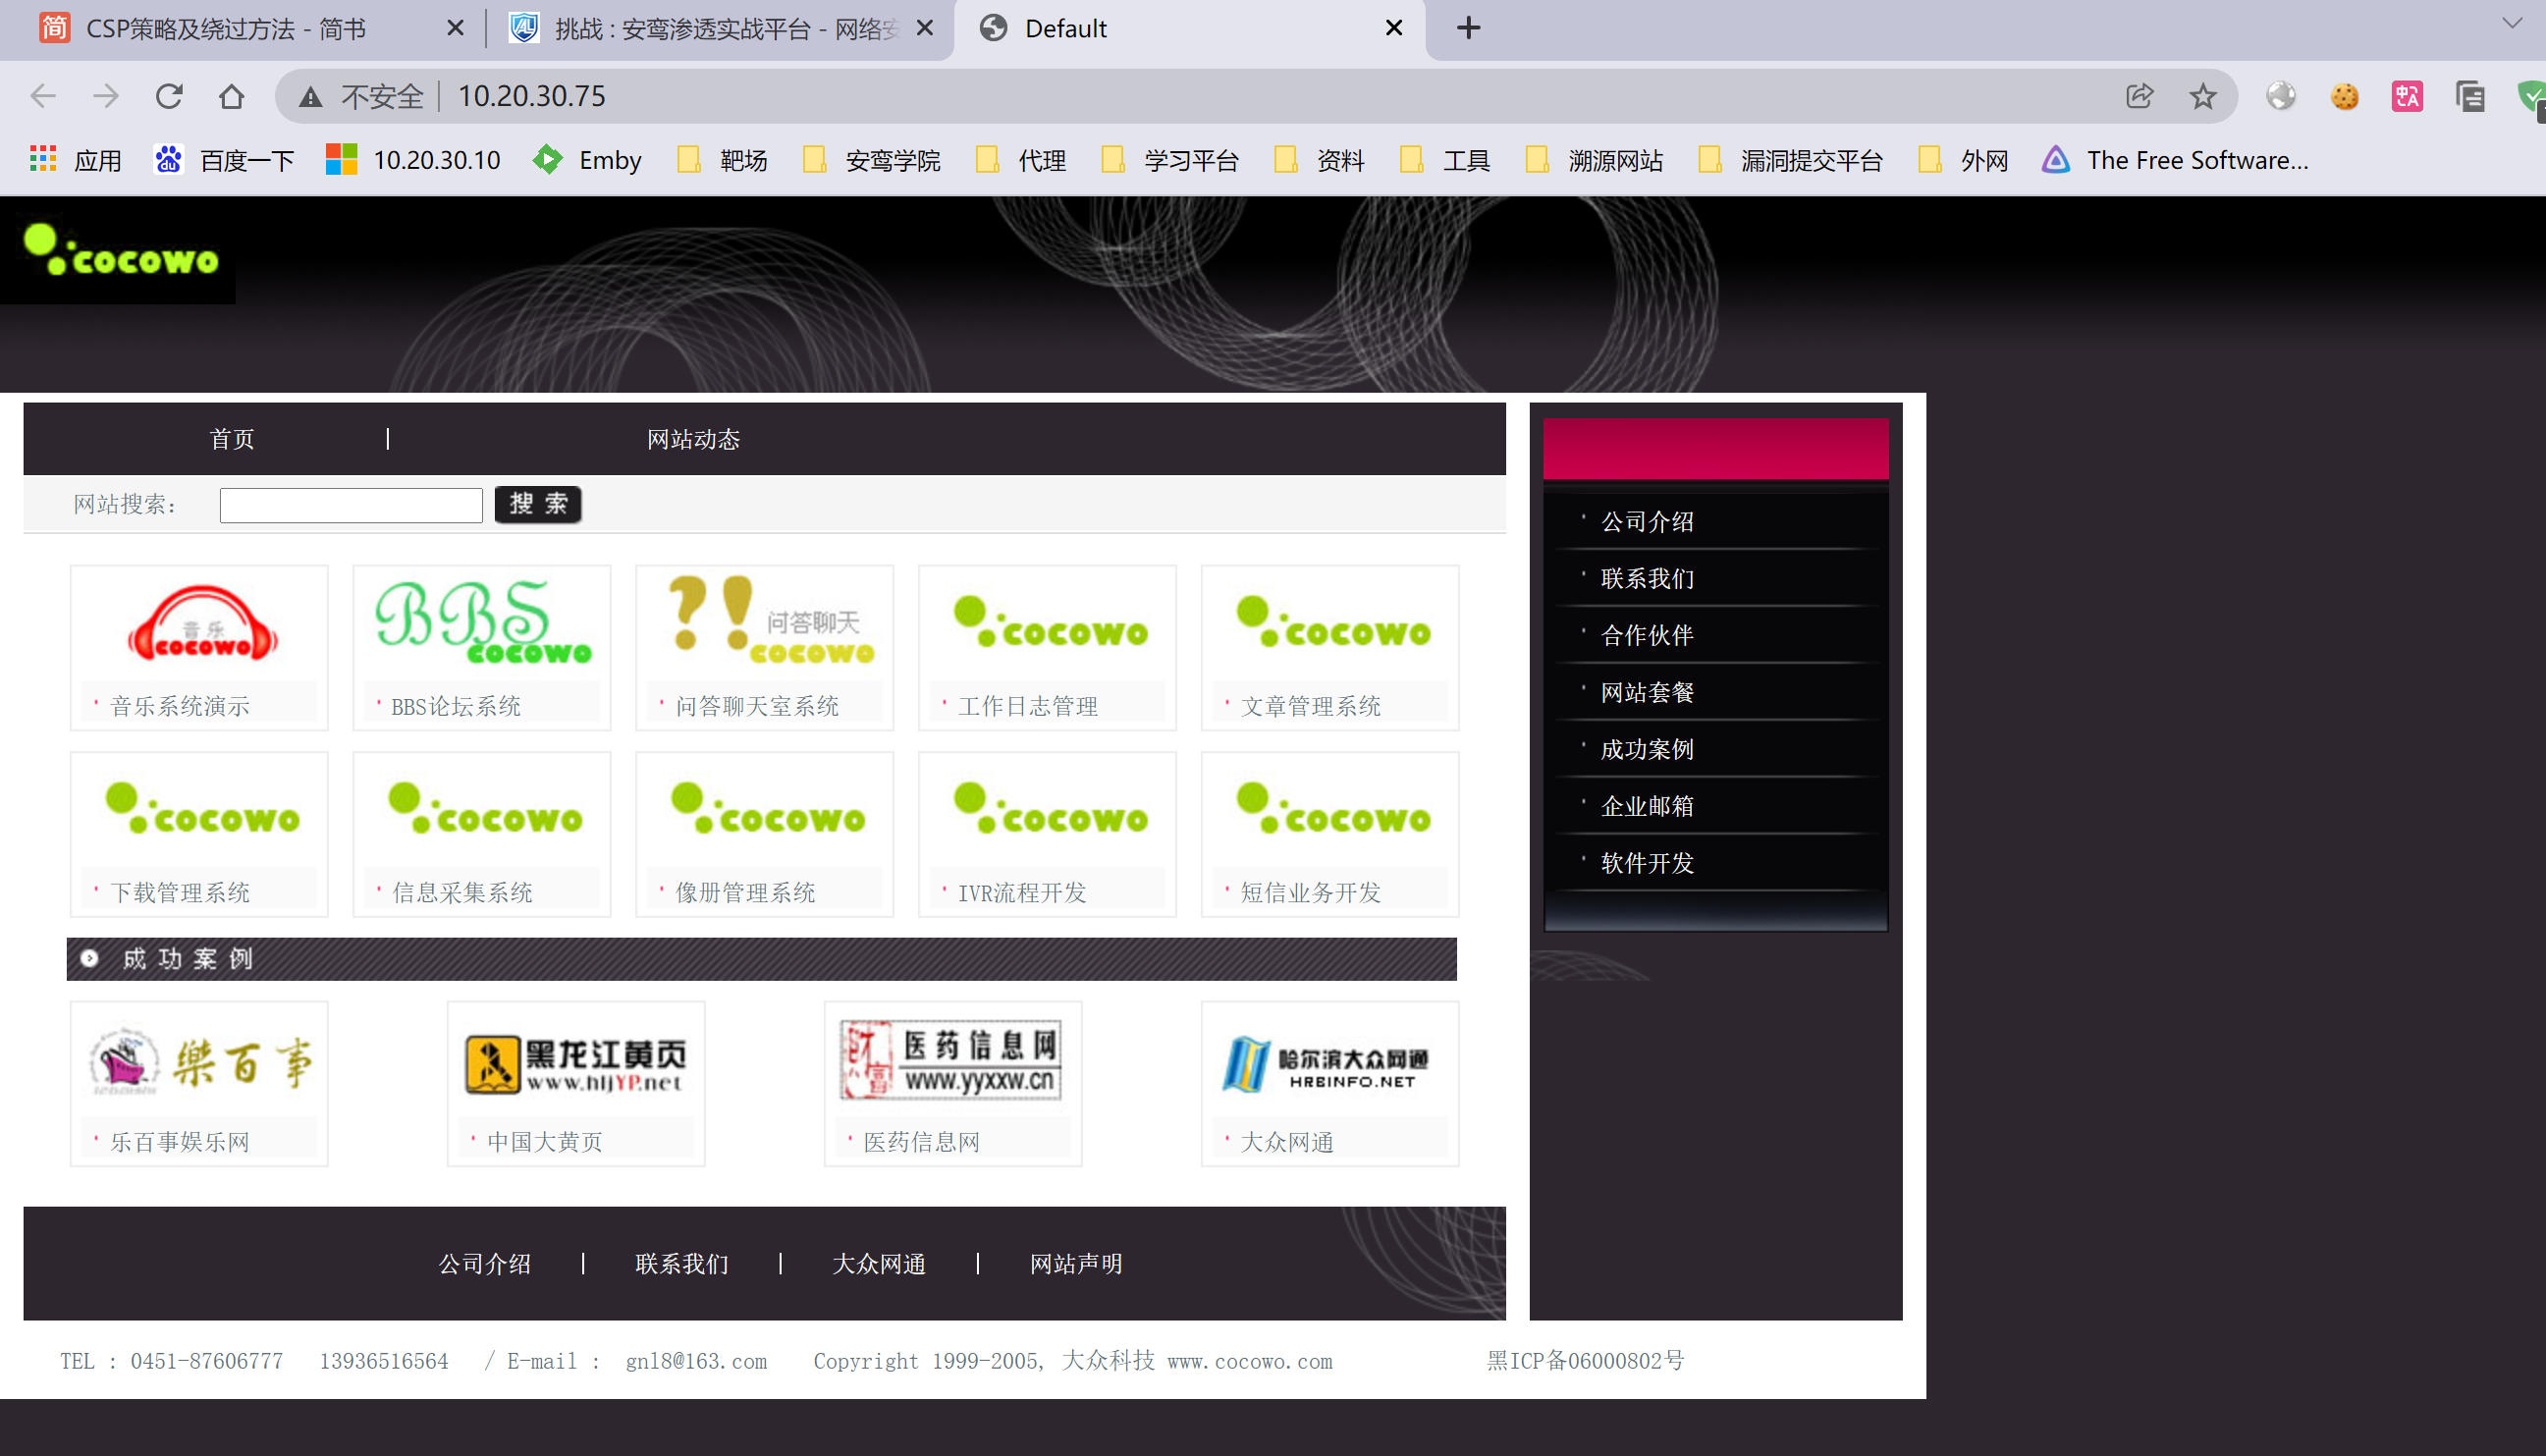 简 CSP策略及绕过方法 - 简书
挑战 : 安鸾渗透实战平台 - 网络安
Default
不安全 10.20.30.75
应用 百度一下 10.20.30.10 Emby 靶场 安鸾学院 代理 学习平台 资料 工具 溯源网站 漏洞提交平台 外网 The Free Software...
cocowo
首页 | 网站动态
网站搜索: 搜 索
音乐 cocowo
BBS cocowo
?! 问答聊天 cocowo
cocowo
cocowo
音乐系统演示 BBS论坛系统 问答聊天室系统 工作日志管理 文章管理系统
cocowo cocowo cocowo cocowo cocowo
下载管理系统 信息采集系统 像册管理系统 IVR流程开发 短信业务开发
成 功 案 例
樂百事
黑龙江黄页
www.hljYP.net
医药信息网
www.yyxxw.cn
哈尔滨大众网通
HRBINFO.NET
乐百事娱乐网 中国大黄页 医药信息网 大众网通
公司介绍
联系我们
合作伙伴
网站套餐
成功案例
企业邮箱
软件开发
公司介绍 | 联系我们 | 大众网通 | 网站声明
TEL : 0451-87606777 13936516564 / E-mail : gnl8@163.com Copyright 1999-2005, 大众科技 www.cocowo.com 黑ICP备06000802号